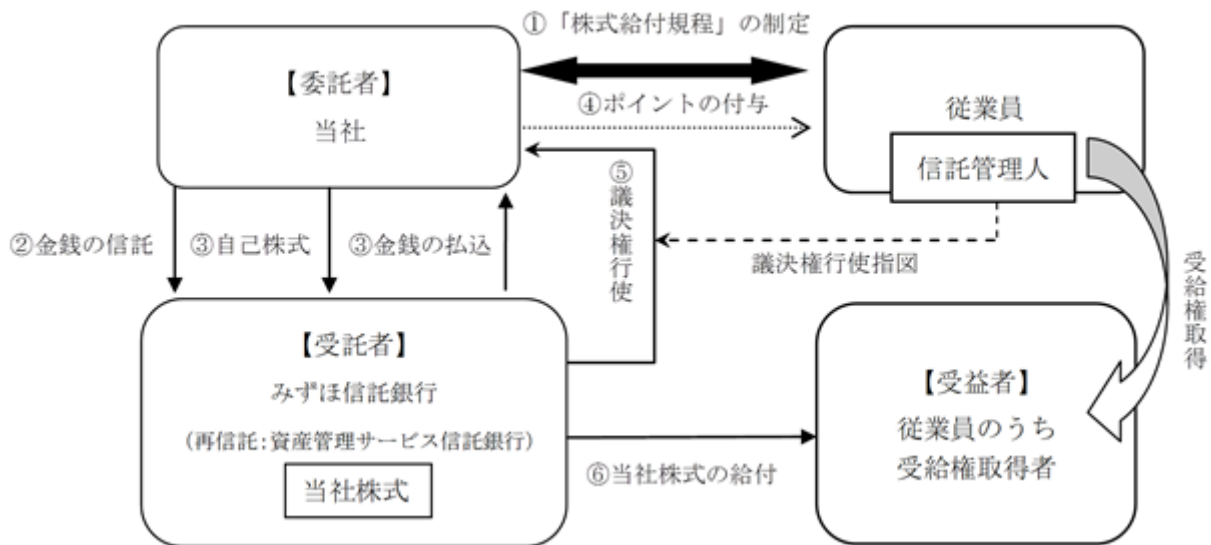 ①「株式給付規程」の制定
【委託者】
当社
④ポイントの付与
従業員
信託管理人
②金銭の信託
③自己株式
③金銭の払込
⑤議決権行使
議決権行使指図
受給権取得
【受託者】
みずほ信託銀行
(再信託:資産管理サービス信託銀行)
当社株式
⑥当社株式の給付
【受益者】
従業員のうち
受給権取得者